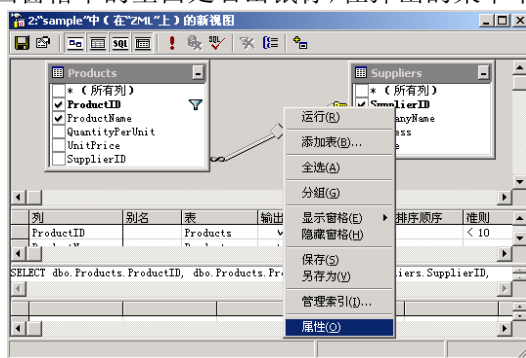 2:"sample"中（在"ZML"上）的新视图
SQL
Products
*（所有列）
ProductID
ProductName
QuantityPerUnit
UnitPrice
SupplierID
Suppliers
*（所有列）
SupplierID
运行(R)
添加表(B)...
全选(A)
分组(G)
显示窗格(E)
隐藏窗格(H)
保存(S)
另存为(V)
管理索引(I)...
属性(O)
列 别名 表 输出 排序顺序 准则
ProductID Products < 10
SELECT dbo.Products.ProductID, dbo.Products.Pr iers.SupplierID,